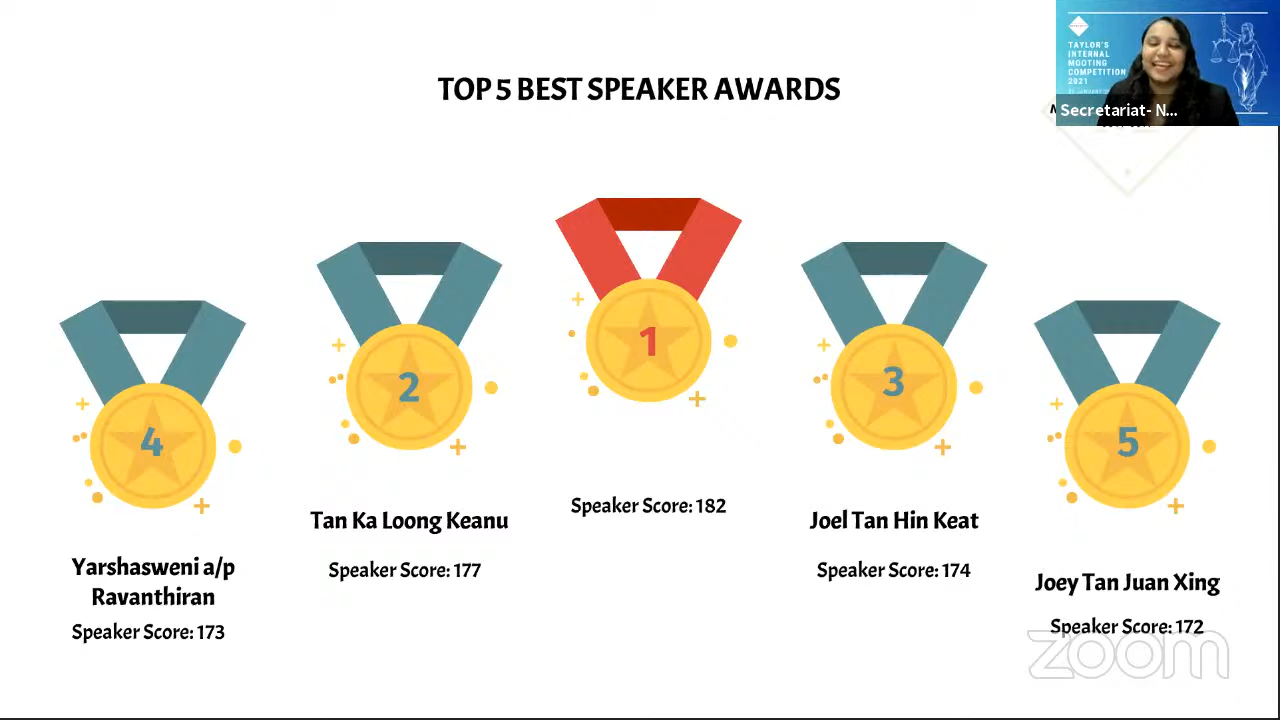 TAYLOR'S
INTERNAL
MOOTING
COMPETITION
2021
Secretariat- N...
TOP 5 BEST SPEAKER AWARDS
1
Speaker Score: 182
2
Tan Ka Loong Keanu
Speaker Score: 177
3
Joel Tan Hin Keat
Speaker Score: 174
4
Yarshasweni a/p
Ravanthiran
Speaker Score: 173
5
Joey Tan Juan Xing
Speaker Score: 172
zoom